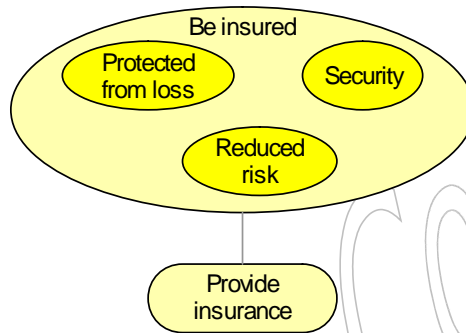 Be insured
Protected
from loss
Security
Reduced
risk
Provide
insurance